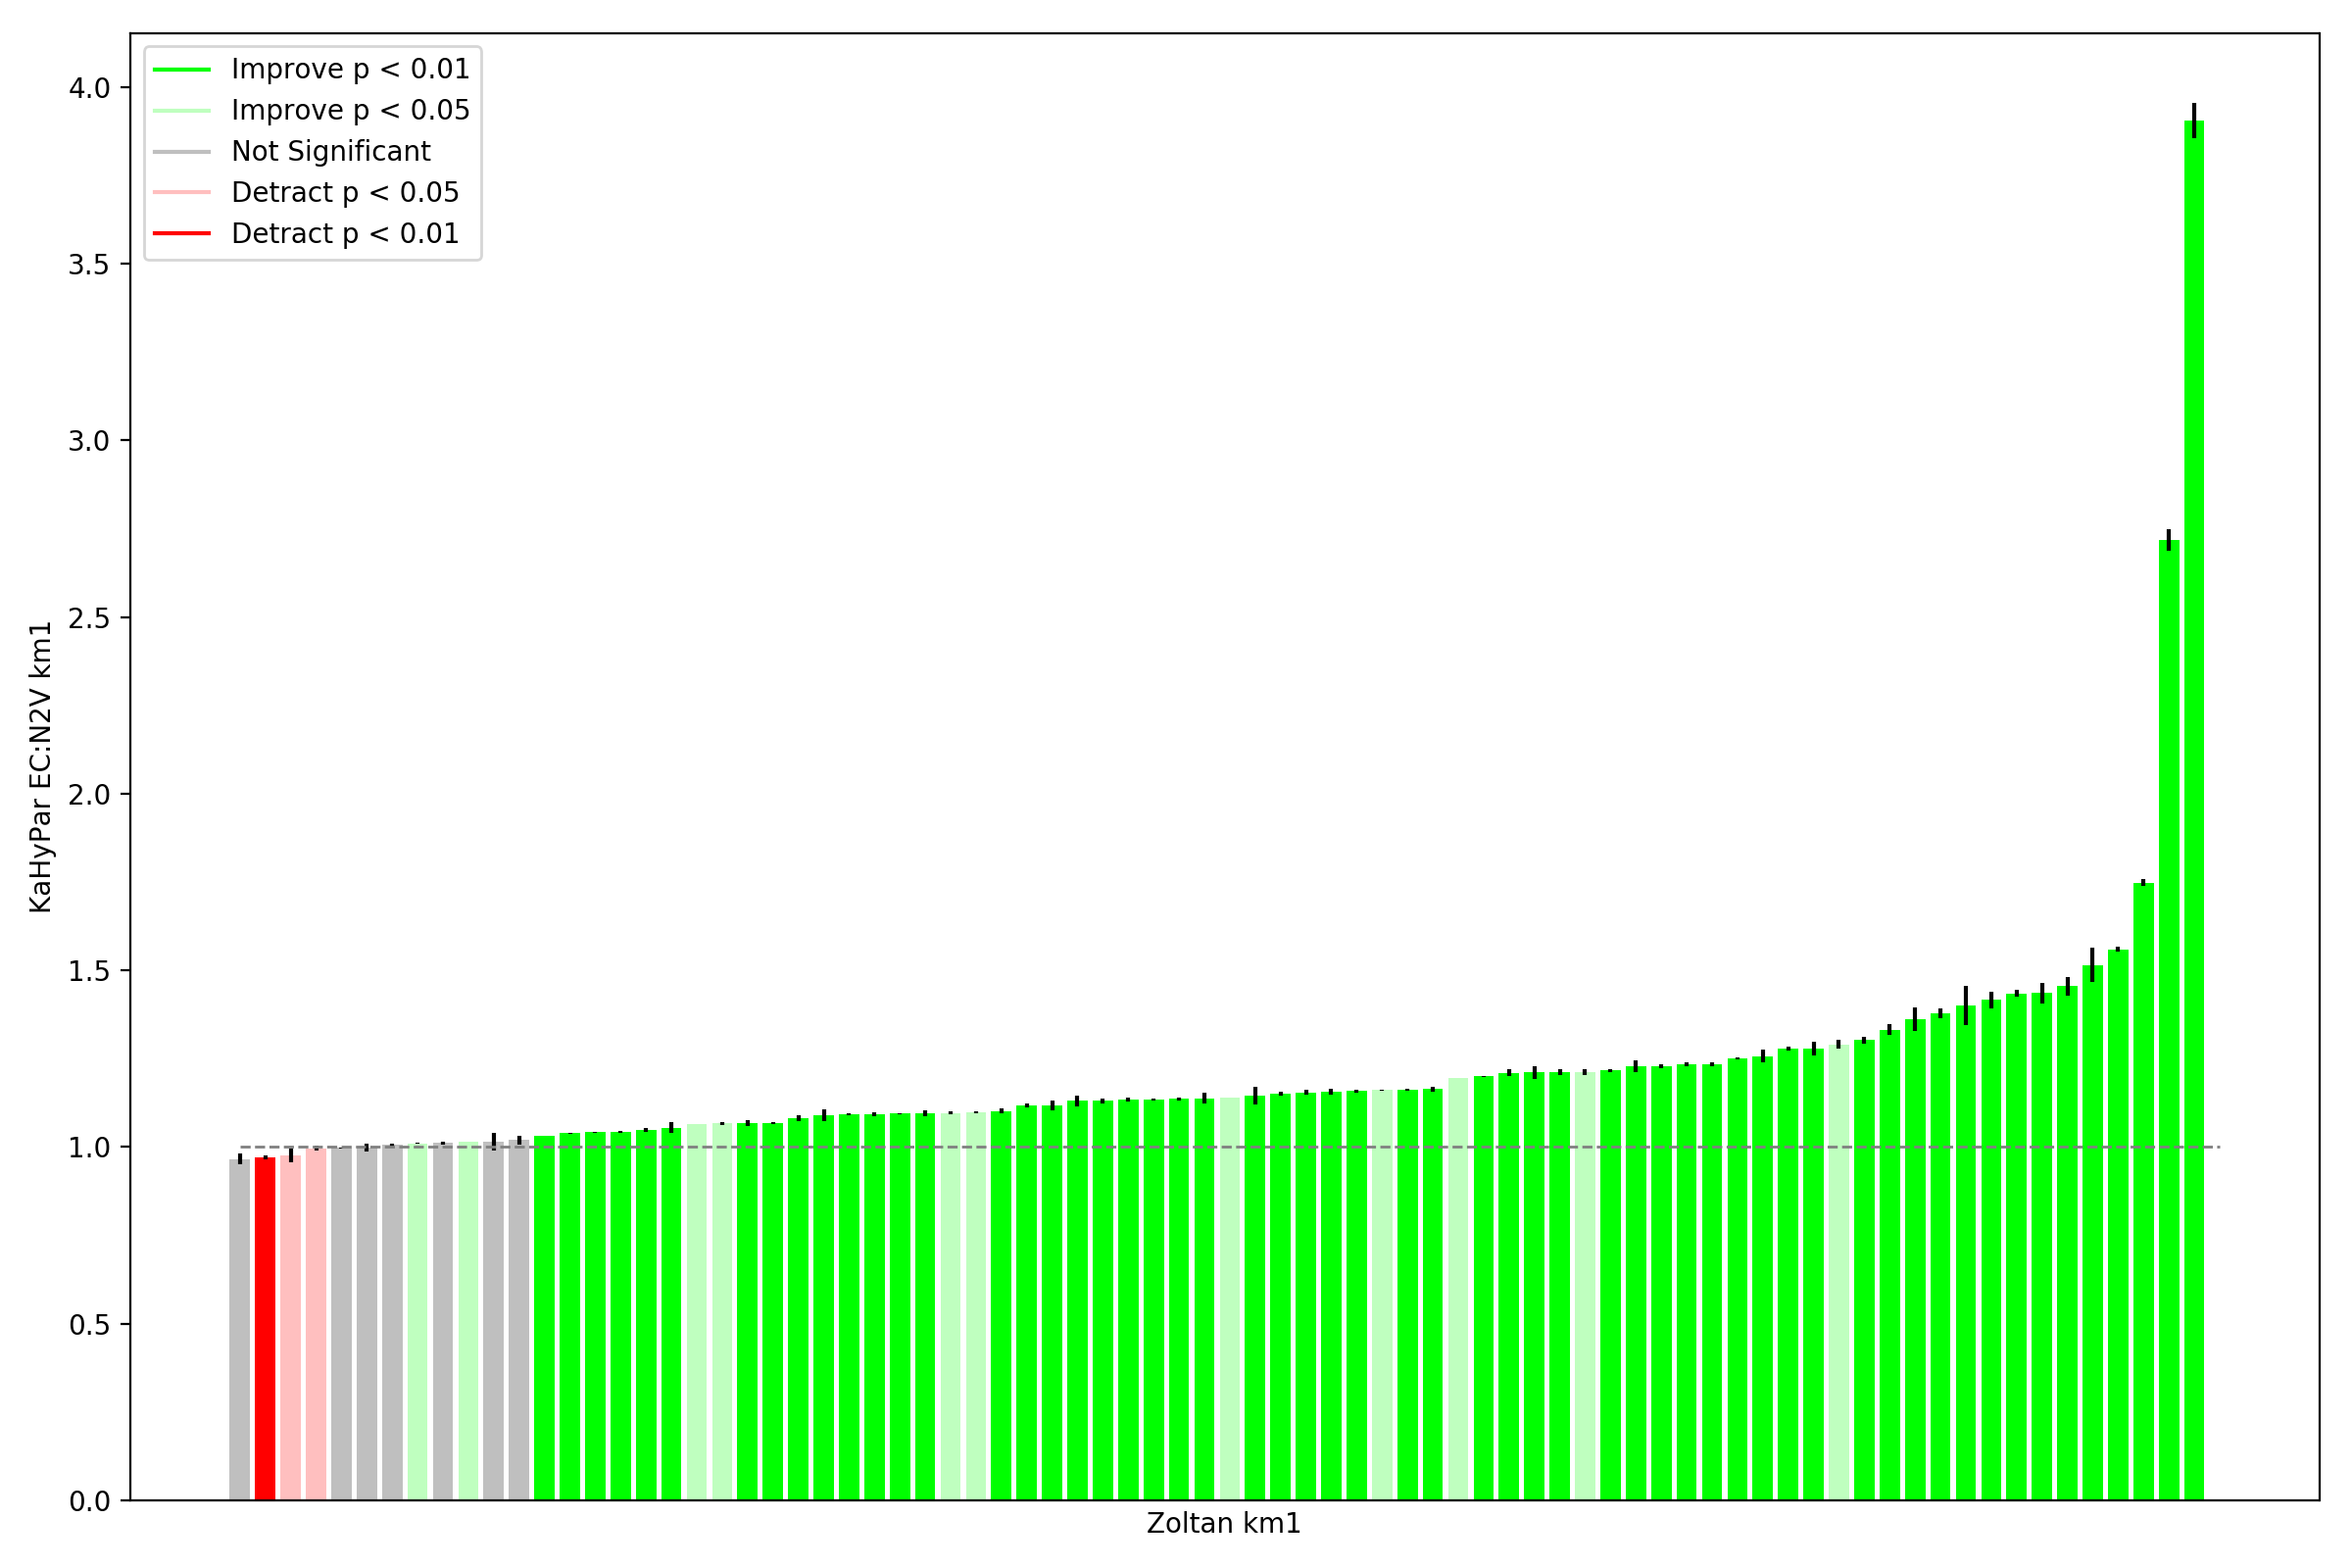 Improve p < 0.01
Improve p < 0.05
Not Significant
Detract p < 0.05
Detract p < 0.01
4.0
3.5
3.0
2.5
2.0
1.5
1.0
0.5
0.0
KaHyPar EC:N2V km1
Zoltan km1